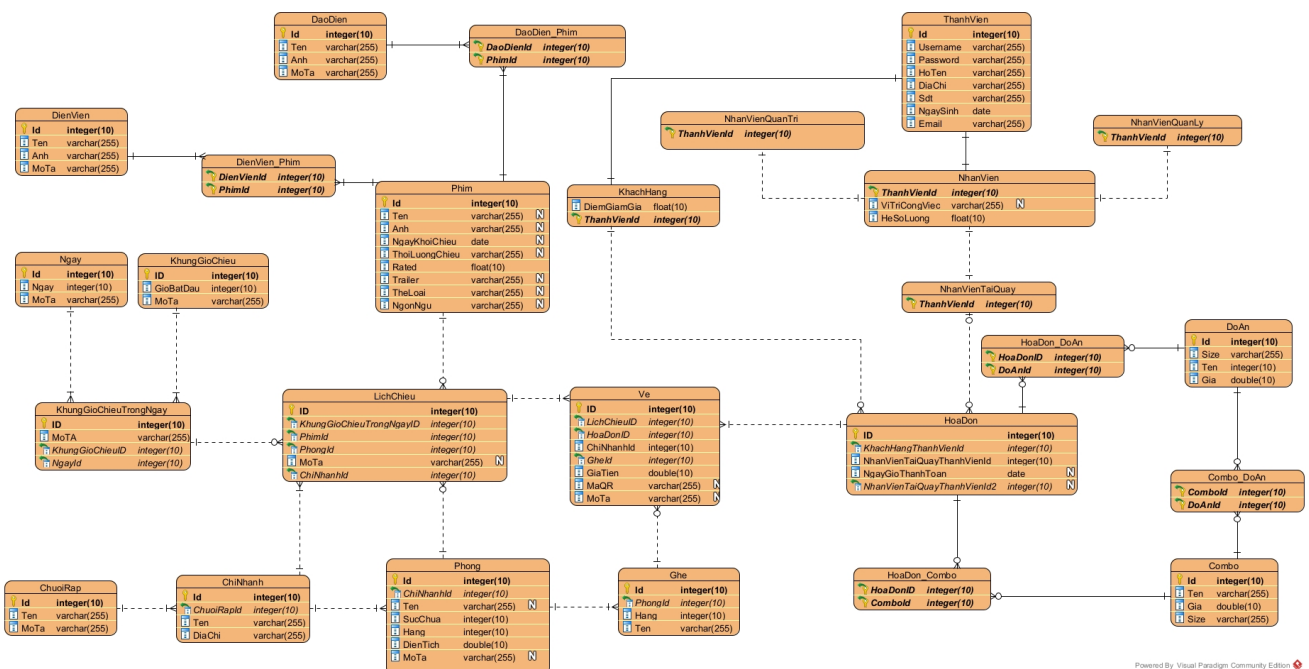 DaoDien
Id integer(10)
Ten varchar(255)
Anh varchar(255)
MoTa varchar(255)
DaoDien_Phim
DaoDienId integer(10)
PhimId integer(10)
ThanhVien
Id integer(10)
Username varchar(255)
Password varchar(255)
HoTen varchar(255)
DiaChi varchar(255)
Sdt varchar(255)
NgaySinh date
Email varchar(255)
DienVien
Id integer(10)
Ten varchar(255)
Anh varchar(255)
MoTa varchar(255)
DienVien_Phim
DienVienId integer(10)
PhimId integer(10)
NhanVienQuanTri
ThanhVienId integer(10)
NhanVienQuanLy
ThanhVienId integer(10)
Phim
Id integer(10)
Ten varchar(255) N
Anh varchar(255) N
NgayKhoiChieu date N
ThoiLuongChieu varchar(255) N
Rated float(10)
Trailer varchar(255) N
TheLoai varchar(255) N
NgonNgu varchar(255) N
KhachHang
DiemGiamGia float(10)
ThanhVienId integer(10)
NhanVien
ThanhVienId integer(10)
ViTriCongViec varchar(255) N
HeSoLuong float(10)
Ngay
Id integer(10)
Ngay integer(10)
MoTa varchar(255)
KhungGioChieu
ID integer(10)
GioBatDau integer(10)
MoTa varchar(255)
NhanVienTaiQuay
ThanhVienId integer(10)
HoaDon_DoAn
HoaDonID integer(10)
DoAnId integer(10)
DoAn
Id integer(10)
Size varchar(255)
Ten integer(10)
Gia double(10)
KhungGioChieuTrongNgay
ID integer(10)
MoTA varchar(255)
KhungGioChieuID integer(10)
NgayId integer(10)
LichChieu
ID integer(10)
KhungGioChieuTrongNgayID integer(10)
PhimId integer(10)
PhongId integer(10)
MoTa varchar(255) N
ChiNhanhId integer(10)
Ve
ID integer(10)
LichChieuID integer(10)
HoaDonID integer(10)
ChiNhanhId integer(10)
GheId integer(10)
GiaTien double(10)
MaQR varchar(255) N
MoTa varchar(255) N
HoaDon
ID integer(10)
KhachHangThanhVienId integer(10)
NhanVienTaiQuayThanhVienId integer(10)
NgayGioThanhToan date N
NhanVienTaiQuayThanhVienId2 integer(10) N
Combo_DoAn
ComboId integer(10)
DoAnId integer(10)
ChuoiRap
Id integer(10)
Ten varchar(255)
MoTa varchar(255)
ChiNhanh
Id integer(10)
ChuoiRapId integer(10)
Ten varchar(255)
DiaChi varchar(255)
Phong
Id integer(10)
ChiNhanhId integer(10)
Ten varchar(255) N
SucChua integer(10)
Hang integer(10)
DienTich double(10)
MoTa varchar(255) N
Ghe
Id integer(10)
PhongId integer(10)
Hang integer(10)
Ten varchar(255)
HoaDon_Combo
HoaDonID integer(10)
ComboId integer(10)
Combo
Id integer(10)
Ten varchar(255)
Gia double(10)
Size varchar(255)
Powered By Visual Paradigm Community Edition